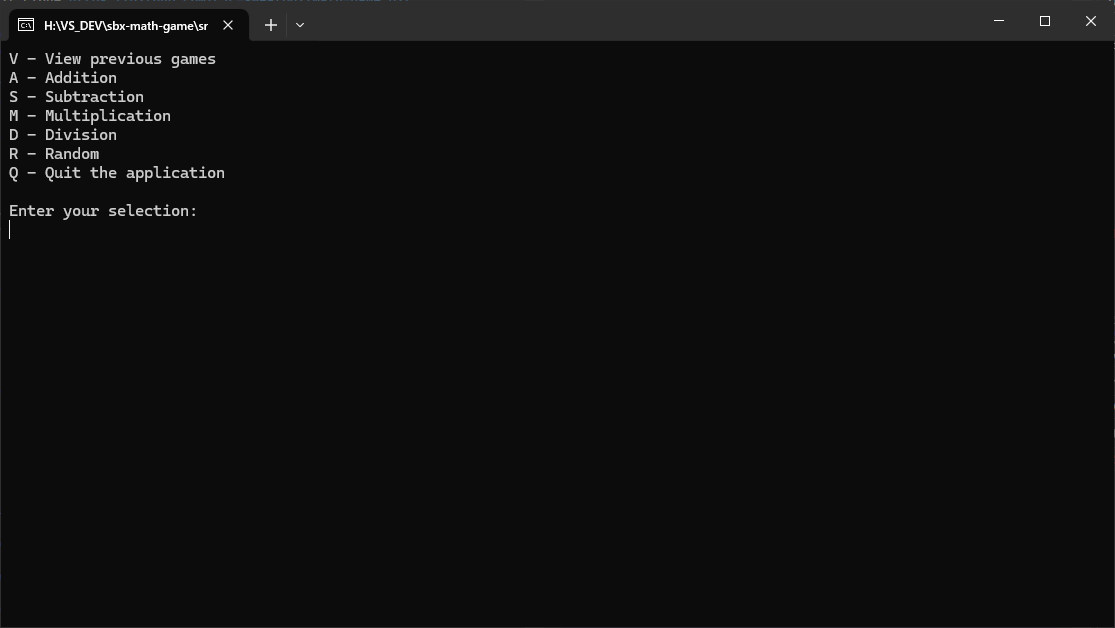 H:\VS_DEV\sbx-math-game\sr
V - View previous games
A - Addition
S - Subtraction
M - Multiplication
D - Division
R - Random
Q - Quit the application
Enter your selection: